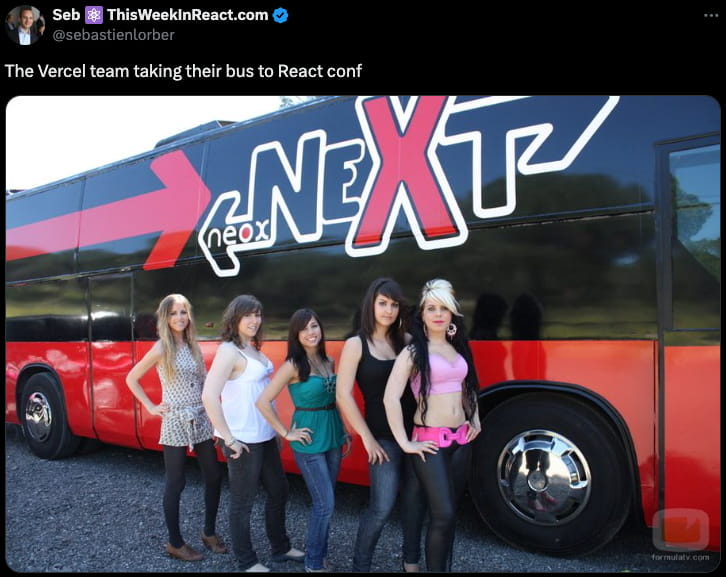 Seb ⚛️ ThisWeekInReact.com
@sebastienlorber
The Vercel team taking their bus to React conf
NEXT
neox
formulatv.com